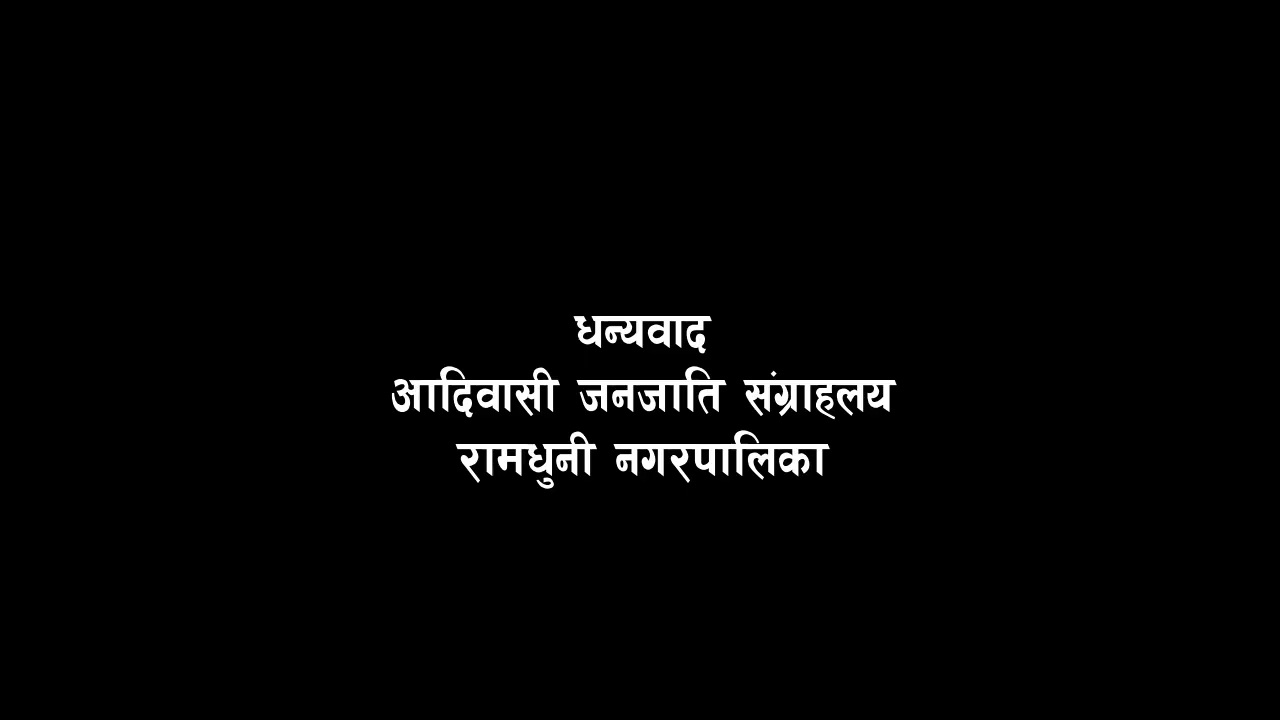 धन्यवाद
आदिवासी जनजाति संग्राहलय
रामधुनी नगरपालिका